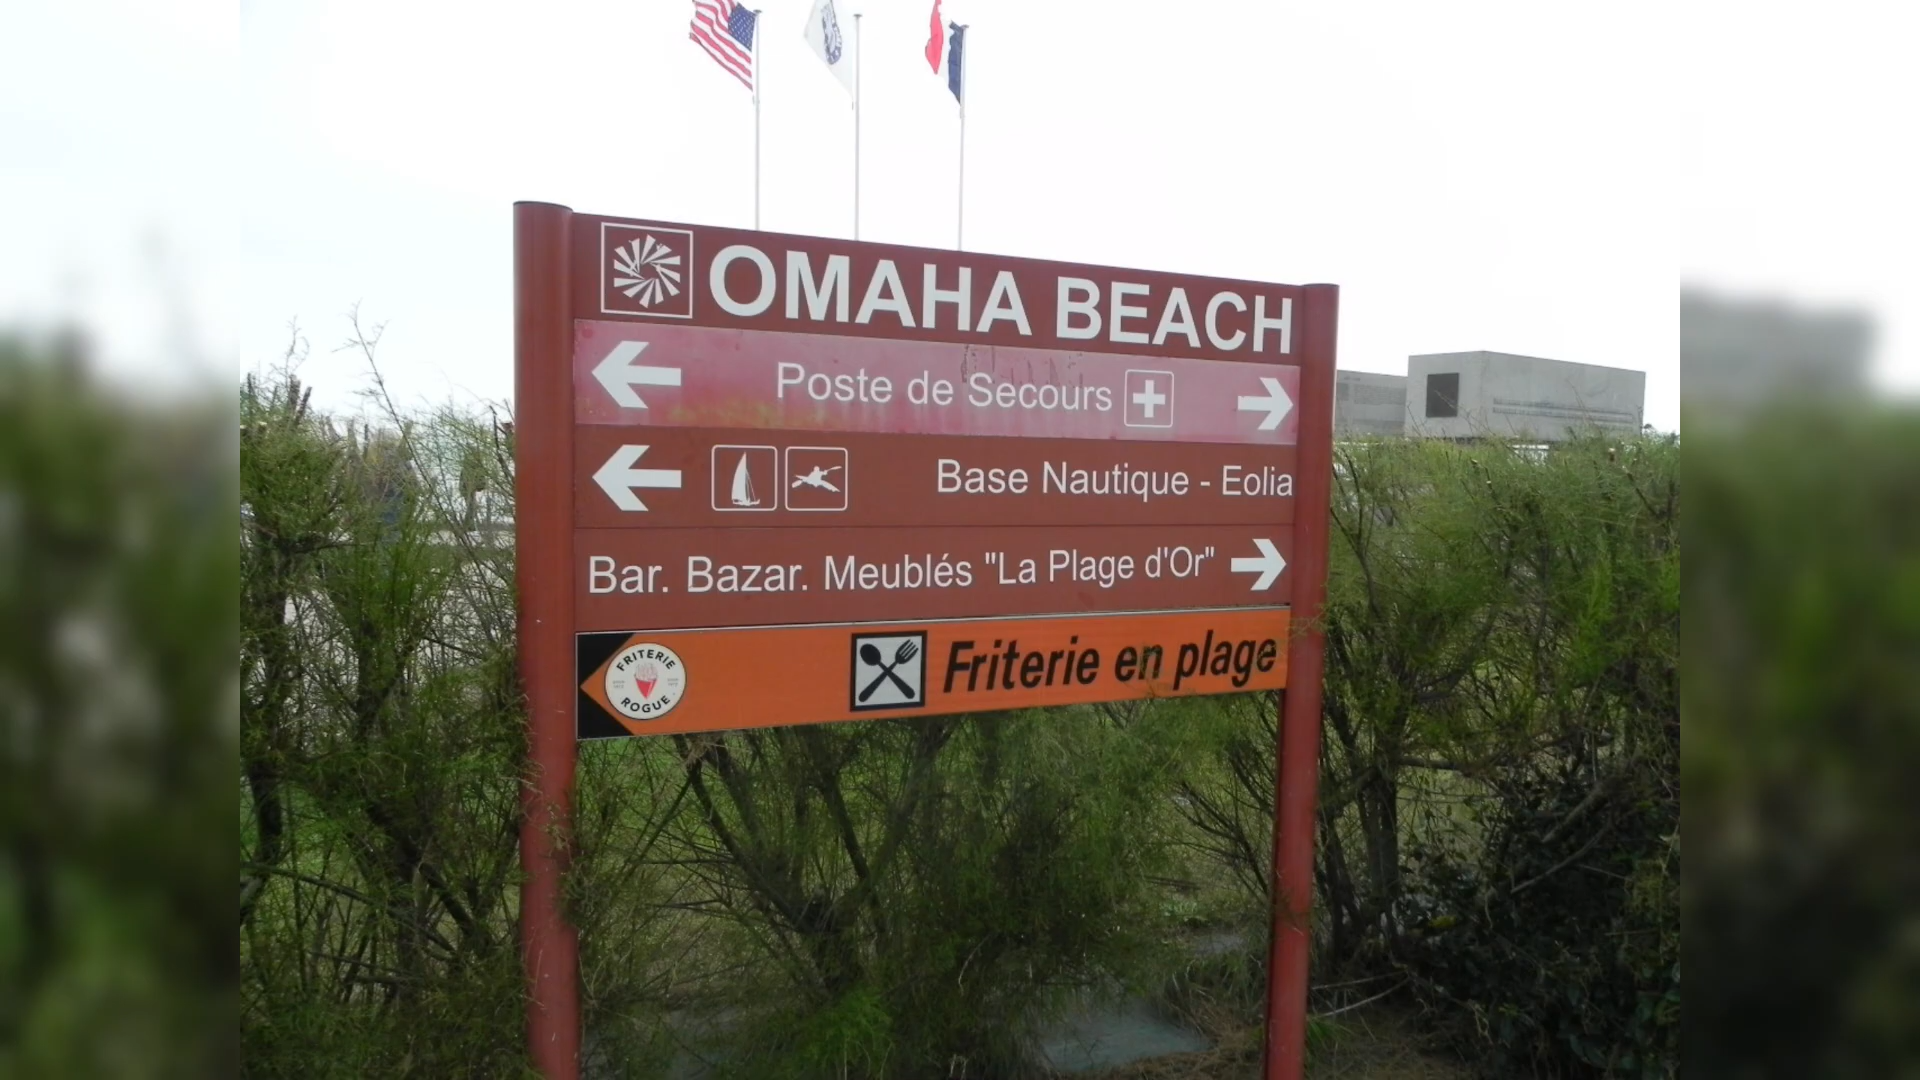 OMAHA BEACH
Poste de Secours
Base Nautique - Eolia
Bar. Bazar. Meublés "La Plage d'Or"
FRITERIE
ROGUE
Friterie en plage